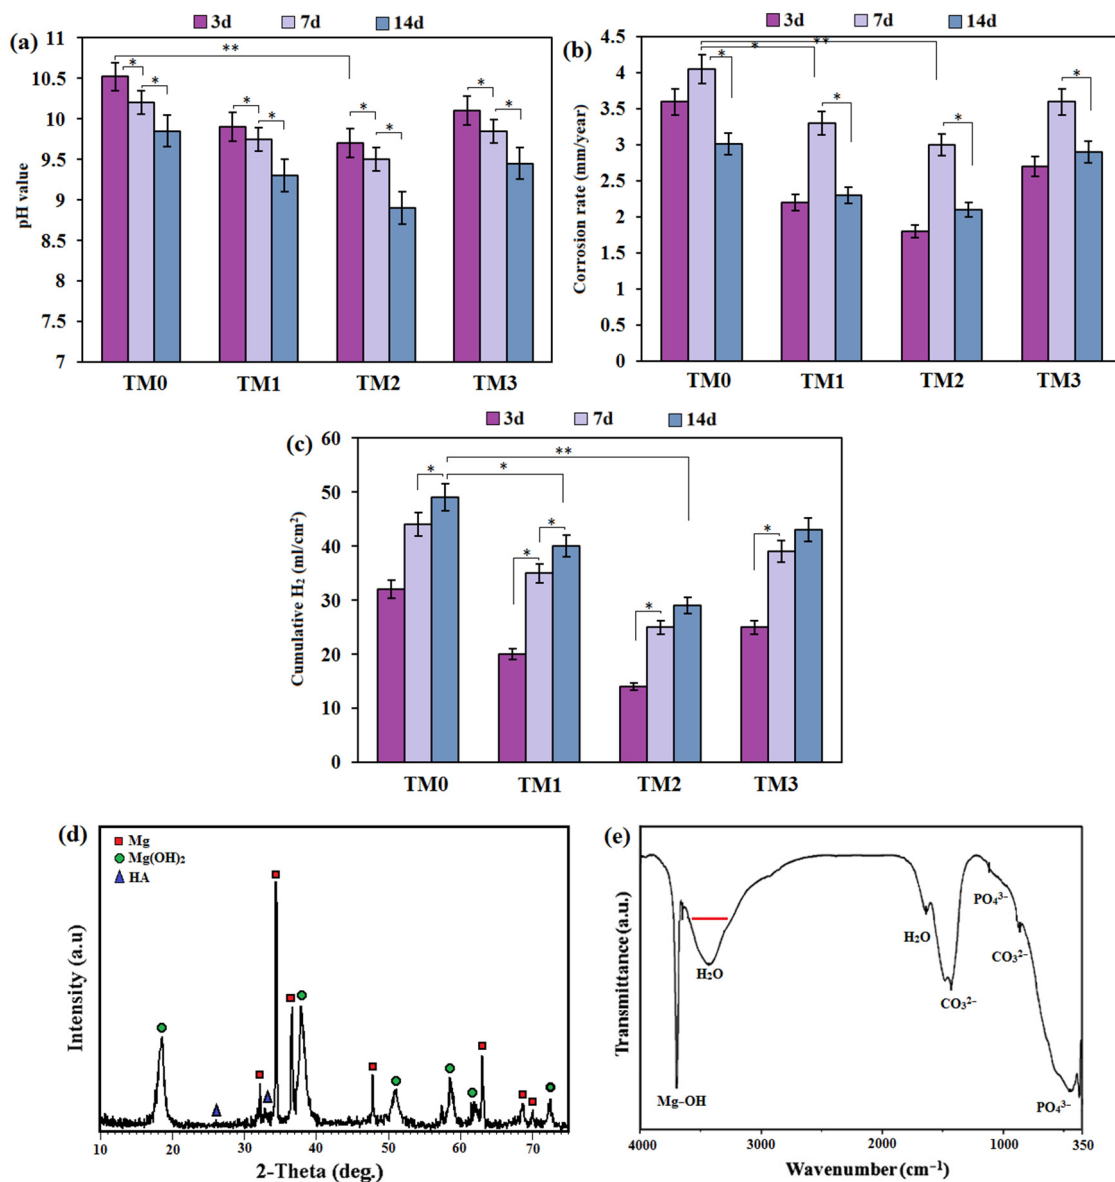 3d 7d 14d
(a)
11
10.5
10
9.5
9
8.5
8
7.5
7
pH value
**
* * * * * * * *
TM0 TM1 TM2 TM3
3d 7d 14d
(b)
4.5
4
3.5
3
2.5
2
1.5
1
0.5
0
Corrosion rate (mm/year)
**
*
* * * *
TM0 TM1 TM2 TM3
3d 7d 14d
(c)
60
50
40
30
20
10
0
Cumulative H₂ (ml/cm²)
**
*
* * * * *
TM0 TM1 TM2 TM3
(d)
Mg
Mg(OH)₂
HA
Intensity (a.u)
10 20 30 40 50 60 70
2-Theta (deg.)
(e)
Transmittance (a.u.)
Mg–OH
H₂O
H₂O
CO₃²⁻
PO₄³⁻
CO₃²⁻
PO₄³⁻
4000 3000 2000 1000 350
Wavenumber (cm⁻¹)